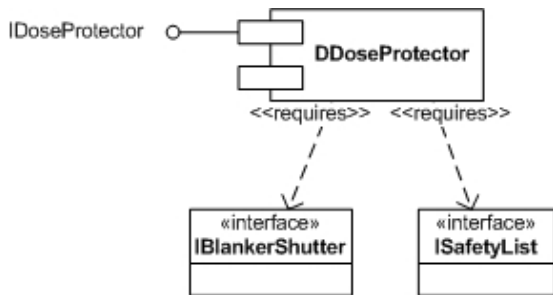 IDoseProtector
DDoseProtector
<<requires>> <<requires>>
«interface» «interface»
IBlankerShutter ISafetyList